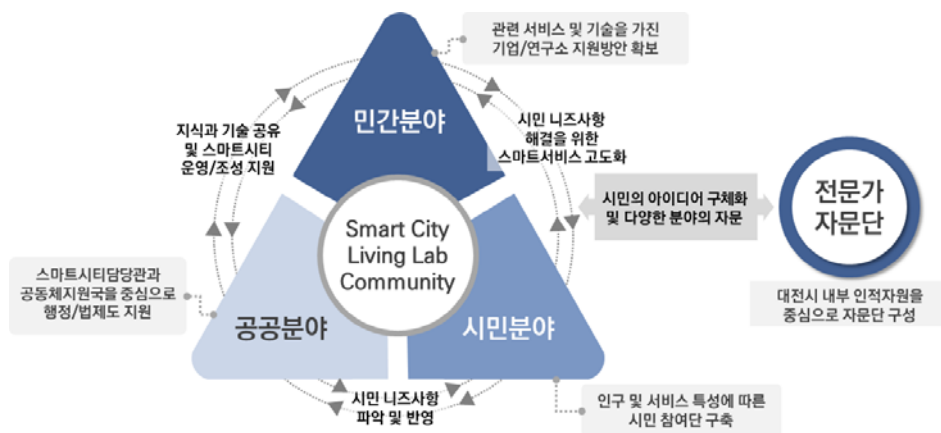 관련 서비스 및 기술을 가진
기업/연구소 지원방안 확보
민간분야
지식과 기술 공유
및 스마트시티
운영/조성 지원
시민 니즈사항
해결을 위한
스마트서비스 고도화
시민의 아이디어 구체화
및 다양한 분야의 자문
전문가
자문단
대전시 내부 인적자원을
중심으로 자문단 구성
Smart City
Living Lab
Community
스마트시티담당관과
공동체지원국을 중심으로
행정/법제도 지원
공공분야
시민분야
시민 니즈사항
파악 및 반영
인구 및 서비스 특성에 따른
시민 참여단 구축